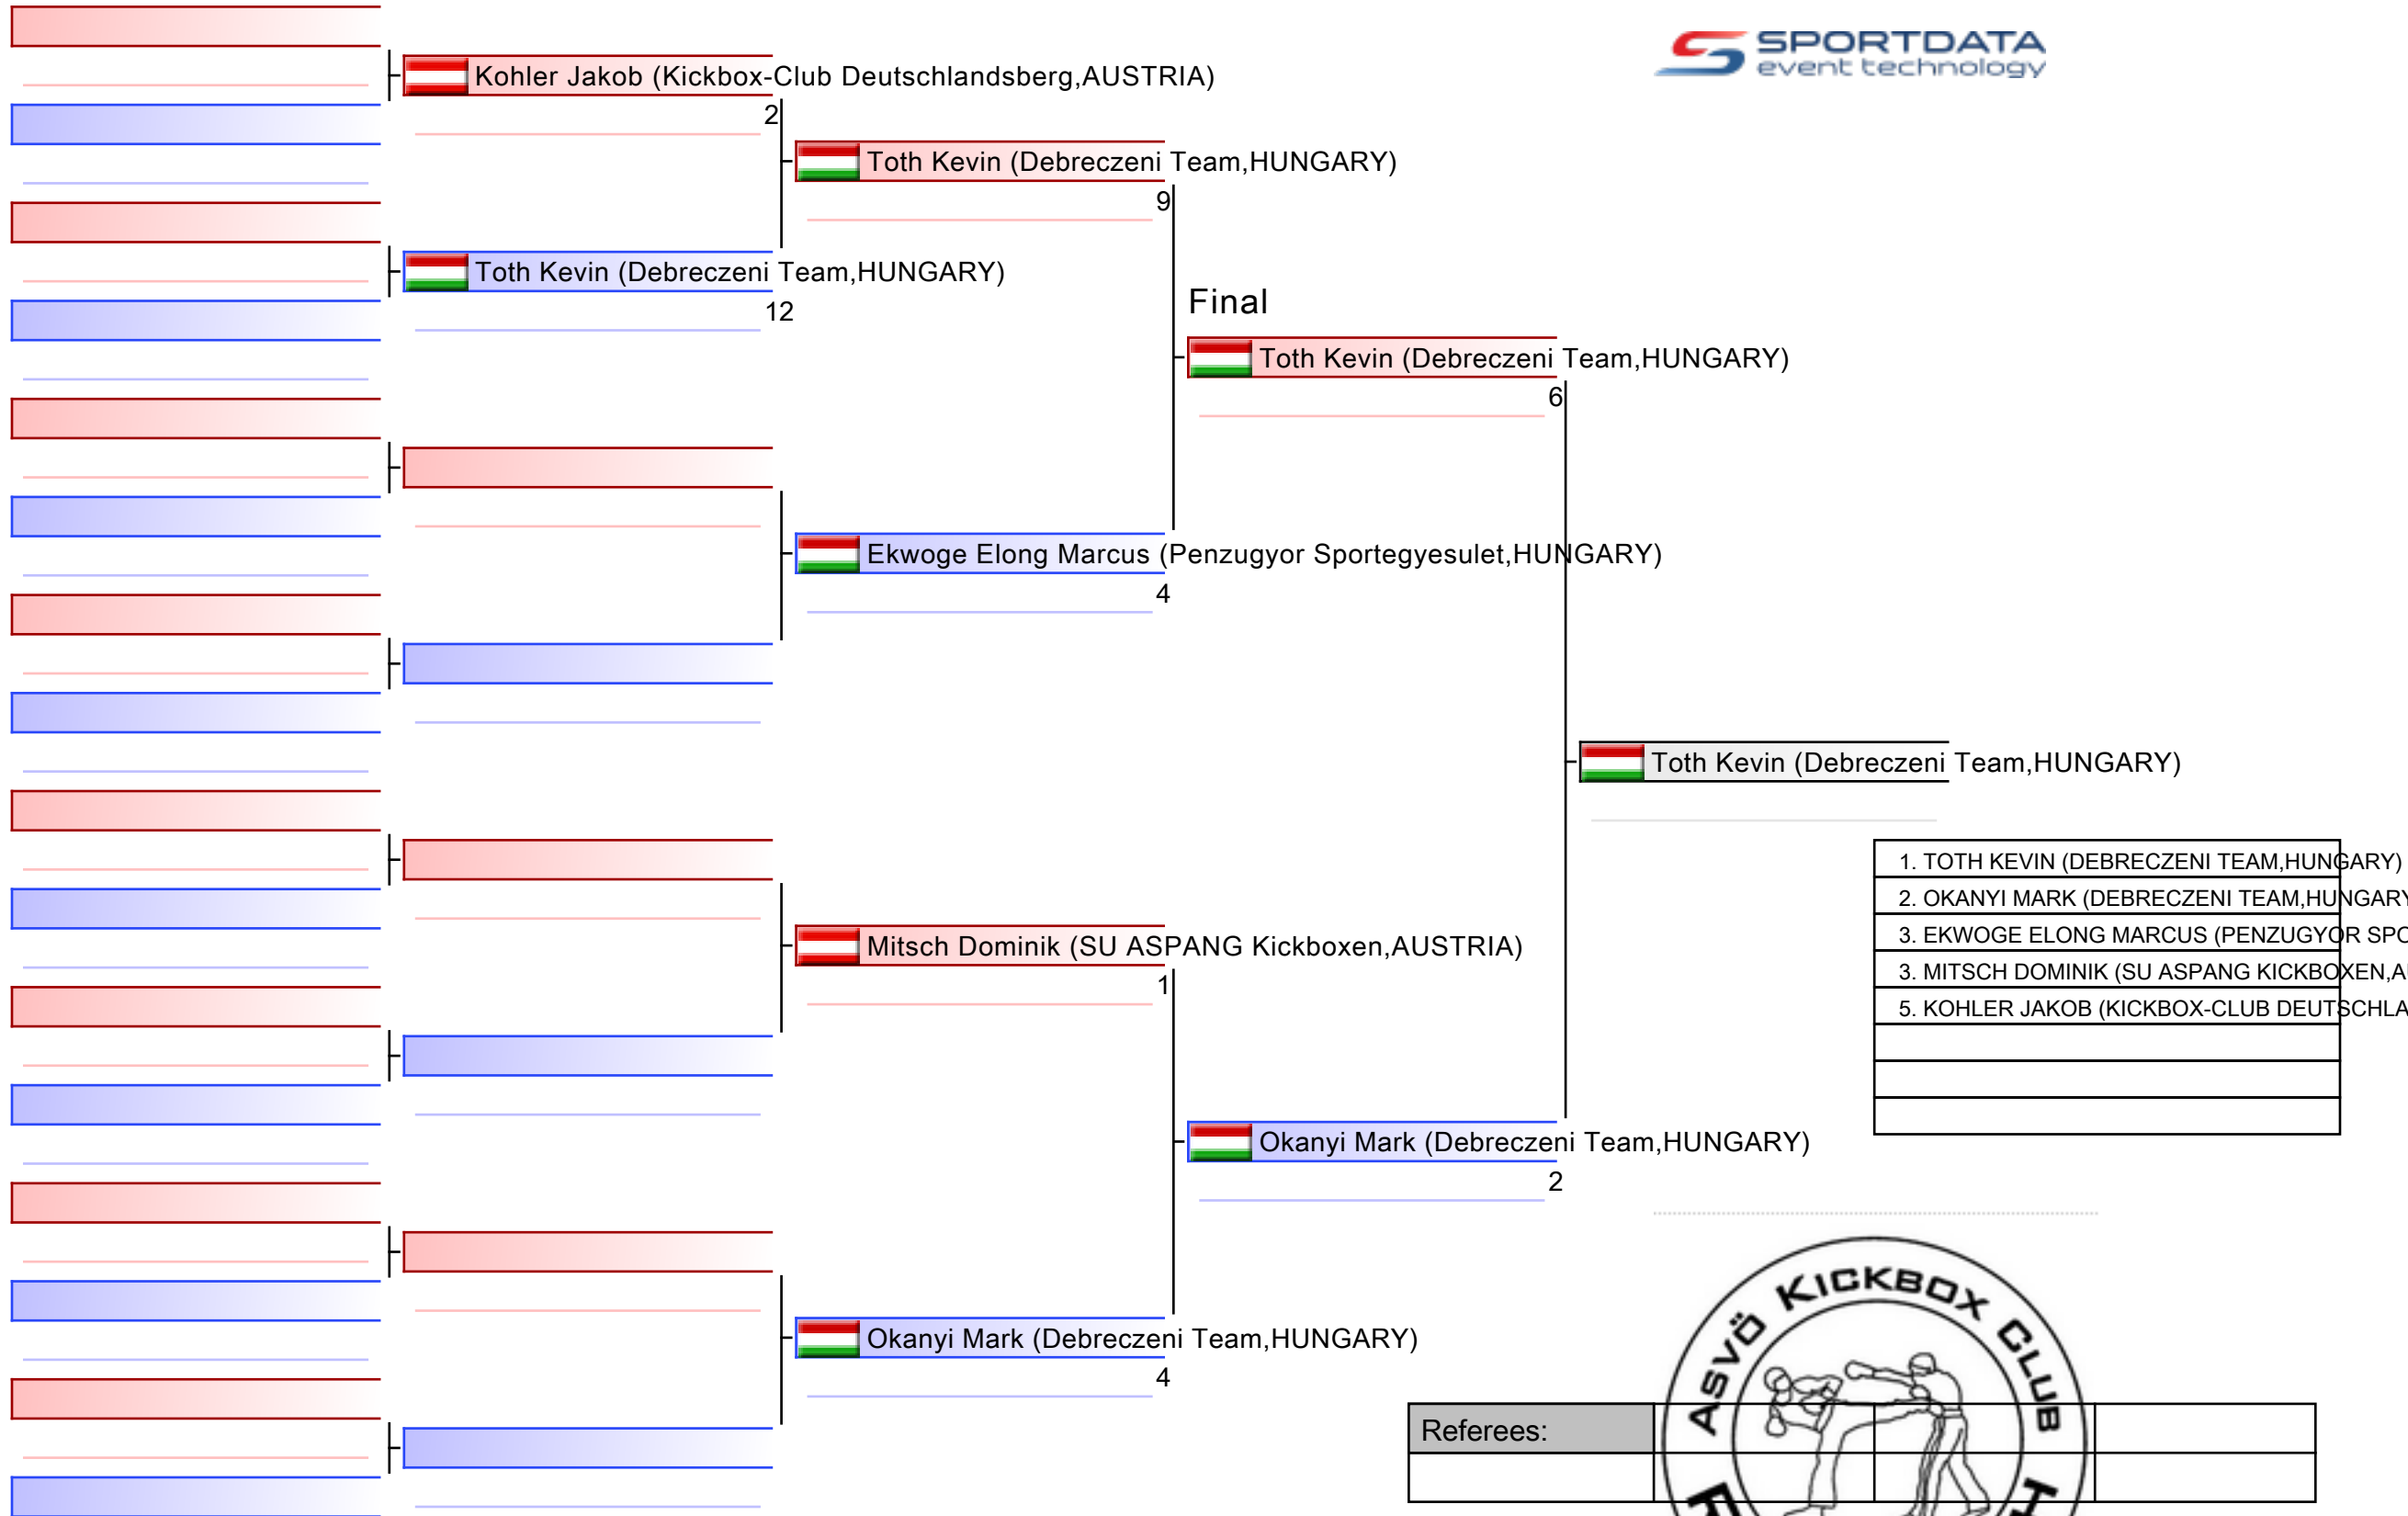 SPORTDATA
event technology
Kohler Jakob (Kickbox-Club Deutschlandsberg,AUSTRIA)
2
Toth Kevin (Debreczeni Team,HUNGARY)
9
Toth Kevin (Debreczeni Team,HUNGARY)
12
Final
Toth Kevin (Debreczeni Team,HUNGARY)
6
Ekwoge Elong Marcus (Penzugyor Sportegyesulet,HUNGARY)
4
Toth Kevin (Debreczeni Team,HUNGARY)
1. TOTH KEVIN (DEBRECZENI TEAM,HUNGARY)
2. OKANYI MARK (DEBRECZENI TEAM,HUNGARY
3. EKWOGE ELONG MARCUS (PENZUGYOR SPO
3. MITSCH DOMINIK (SU ASPANG KICKBOXEN,A
5. KOHLER JAKOB (KICKBOX-CLUB DEUTSCHLA
Mitsch Dominik (SU ASPANG Kickboxen,AUSTRIA)
1
Okanyi Mark (Debreczeni Team,HUNGARY)
2
Okanyi Mark (Debreczeni Team,HUNGARY)
4
ASVÖ KICKBOX CLUB
Referees: